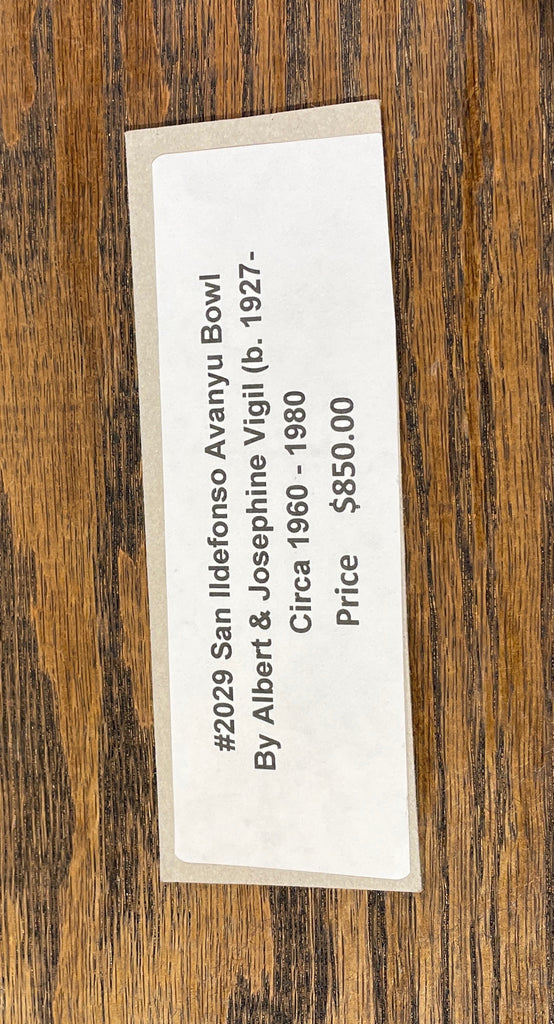 #2029 San Ildefonso Avanyu Bowl
By Albert & Josephine Vigil (b. 1927-
Circa 1960 - 1980
Price $850.00